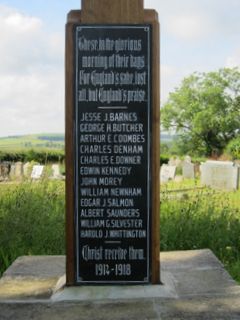 These, in the glorious
morning of their days
For England's sake, lost
all, but England's praise.
JESSE J. BARNES
GEORGE H. BUTCHER
ARTHUR E. COOMBES
CHARLES DENHAM
CHARLES E. DOWNER
EDWIN KENNEDY
JOHN MOREY
WILLIAM NEWNHAM
EDGAR J. SALMON
ALBERT SAUNDERS
WILLIAM G. SILVESTER
HAROLD J. WHITTINGTON
Christ receive them.
1914-1918